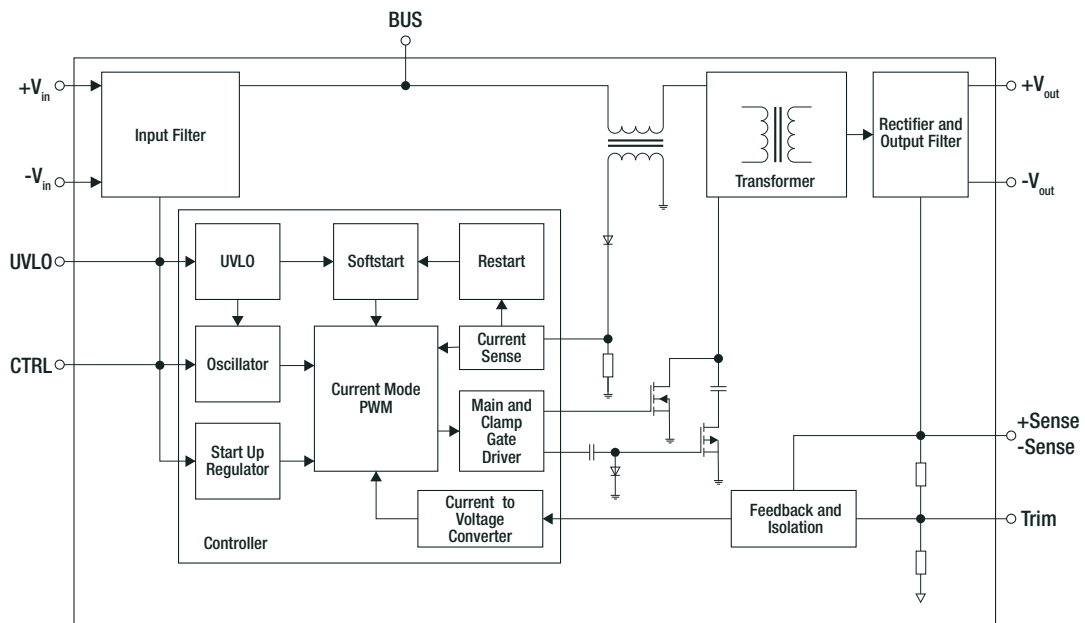 BUS
+Vin
-Vin
Input Filter
Transformer
Rectifier and
Output Filter
+Vout
-Vout
UVLO
UVLO
Softstart
Restart
CTRL
Oscillator
Current Mode
PWM
Current
Sense
Main and
Clamp
Gate
Driver
Start Up
Regulator
Current to
Voltage
Converter
Controller
Feedback and
Isolation
+Sense
-Sense
Trim